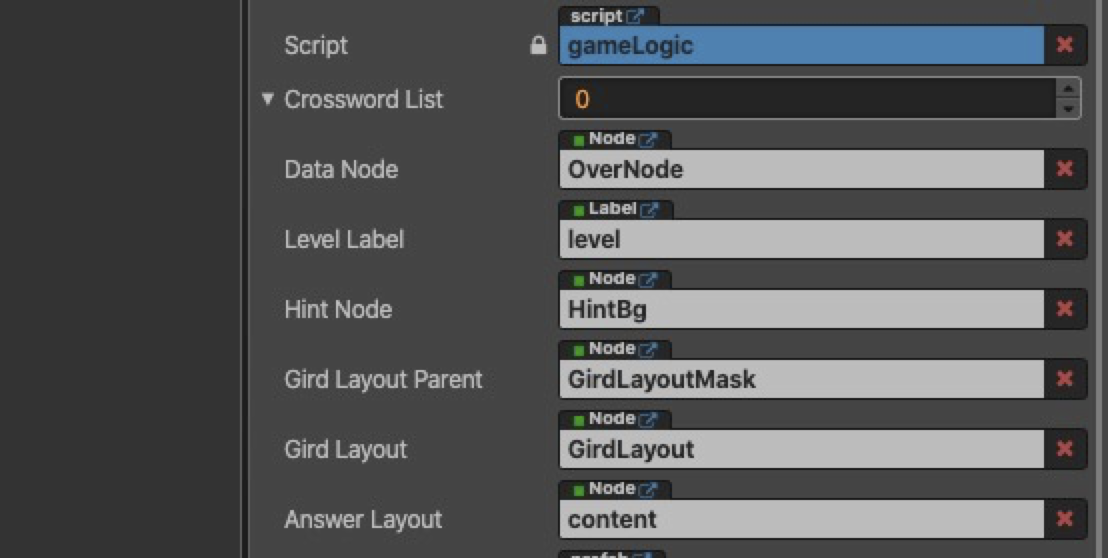 script
Script gameLogic
Crossword List 0
Node
Data Node OverNode
Label
Level Label level
Node
Hint Node HintBg
Node
Gird Layout Parent GirdLayoutMask
Node
Gird Layout GirdLayout
Node
Answer Layout content